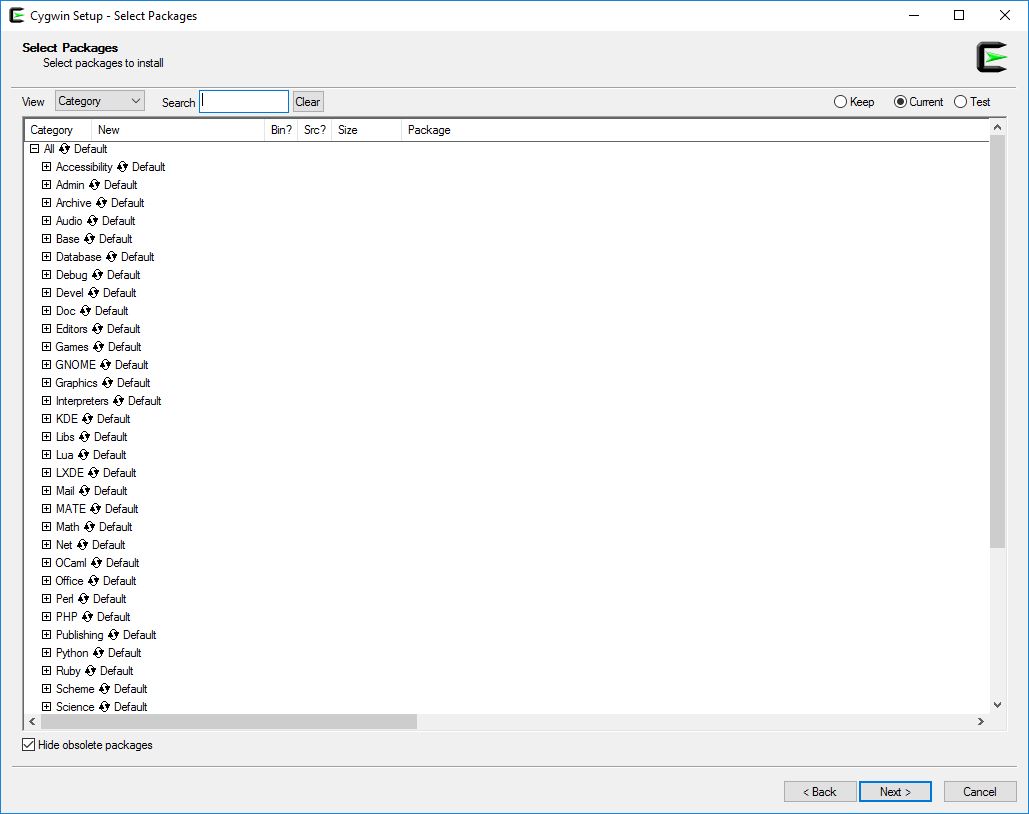 Cygwin Setup - Select Packages
Select Packages
Select packages to install
View Category Search Clear Keep Current Test
Category New Bin? Src? Size Package
All Default
Accessibility Default
Admin Default
Archive Default
Audio Default
Base Default
Database Default
Debug Default
Devel Default
Doc Default
Editors Default
Games Default
GNOME Default
Graphics Default
Interpreters Default
KDE Default
Libs Default
Lua Default
LXDE Default
Mail Default
MATE Default
Math Default
Net Default
OCaml Default
Office Default
Perl Default
PHP Default
Publishing Default
Python Default
Ruby Default
Scheme Default
Science Default
Hide obsolete packages
< Back Next > Cancel